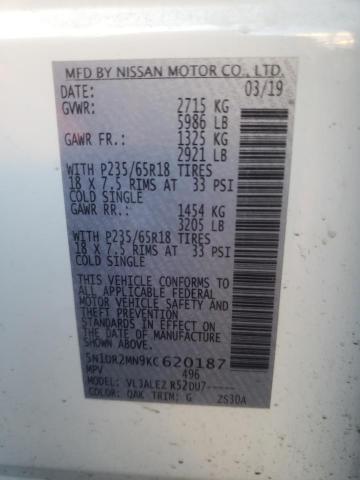 MFD BY NISSAN MOTOR CO., LTD.
DATE: 03/19
GVWR: 2715 KG
5986 LB
GAWR FR: 1325 KG
2921 LB
WITH P235/65R18 TIRES
18 X 7.5 RIMS AT 33 PSI
COLD SINGLE
GAWR RR: 1454 KG
3205 LB
WITH P235/65R18 TIRES
18 X 7.5 RIMS AT 33 PSI
COLD SINGLE
THIS VEHICLE CONFORMS TO
ALL APPLICABLE FEDERAL
MOTOR VEHICLE SAFETY AND
THEFT PREVENTION
STANDARDS IN EFFECT ON
THE DATE OF MANUFACTURE
SHOWN ABOVE.
5N1DR2MN9KC620187
MPV 496
MODEL: VLJALEZ R52DU7-----
COLOR: QAK TRIM: G ZS3DA